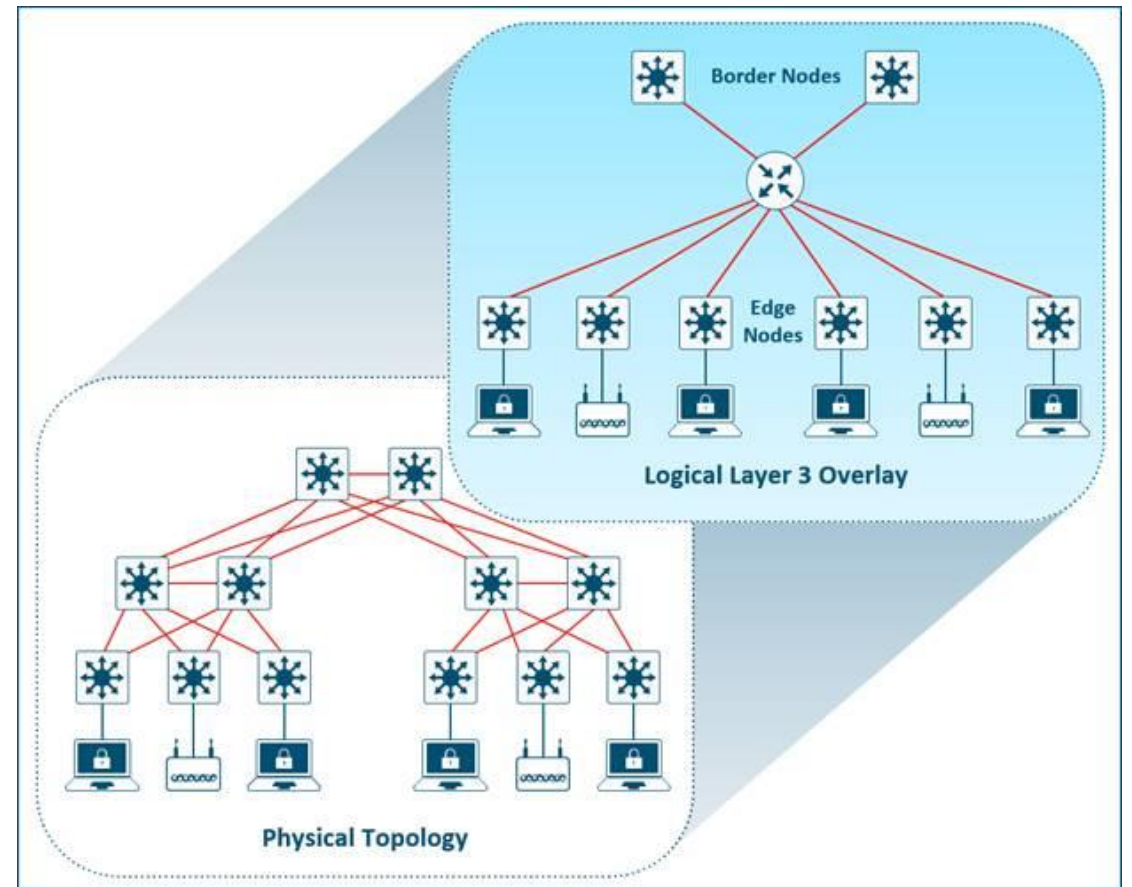 Border Nodes
Edge
Nodes
Logical Layer 3 Overlay
Physical Topology